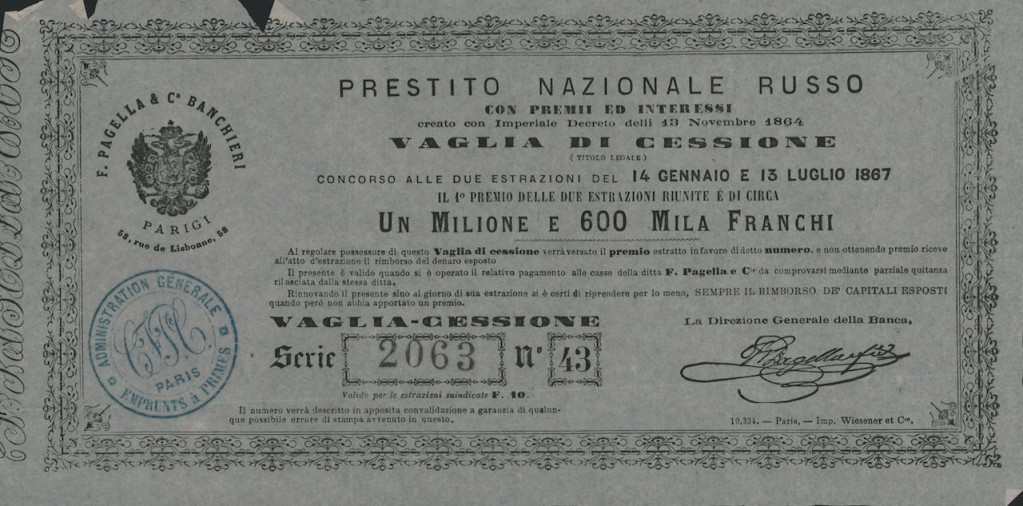 F. PAGELLA & Cª BANCHIERI
PARIGI
58, rue de Lisbonne, 58
PRESTITO NAZIONALE RUSSO
CON PREMII ED INTERESSI
creato con Imperiale Decreto delli 13 Novembre 1864
VAGLIA DI CESSIONE
(TITOLO LEGALE)
CONCORSO ALLE DUE ESTRAZIONI DEL 14 GENNAIO E 13 LUGLIO 1867
IL 1º PREMIO DELLE DUE ESTRAZIONI RIUNITE É DI CIRCA
UN MILIONE E 600 MILA FRANCHI
Al regolare possessore di questo Vaglia di cessione verrà versato il premio estratto in favore di detto numero, e non ottenendo premio riceve
all'atto d'estrazione il rimborso del denaro esposto
Il presente è valido quando si è operato il relativo pagamento alle casse della ditta F. Pagella e Cie da comprovarsi mediante parziale quitanza
rilasciata dalla stessa ditta.
Rinnovando il presente sino al giorno di sua estrazione si è certi di riprendere per lo meno, SEMPRE IL RIMBORSO DE' CAPITALI ESPOSTI
quando però non abbia apportato un premio.
VAGLIA-CESSIONE
Serie 2063 Nº 43
Valido per le estrazioni suindicate F. 10.
Il numero verrà descritto in apposita convalidazione a garanzia di qualun-
que possibile errore di stampa avvenuto in questo.
La Direzione Generale della Banca,
10,334. — Paris, — Imp. Wiesener et Cie.
ADMINISTRATION GENERALE
PARIS
EMPRUNTS à PRIMES